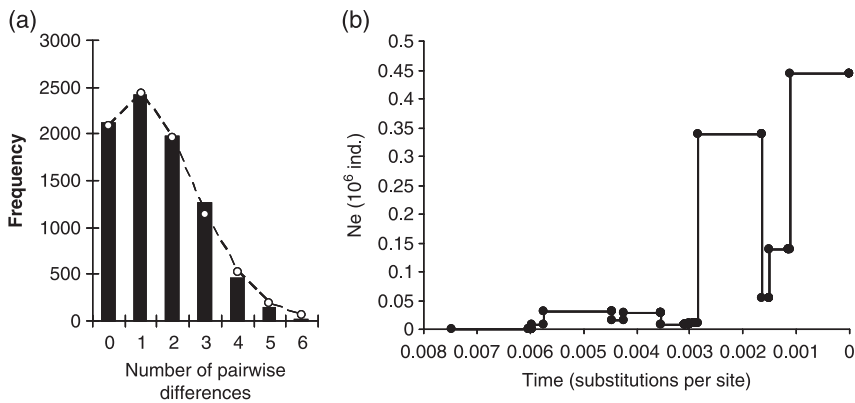 (a)
3000
2500
2000
1500
1000
500
0
Frequency
0 1 2 3 4 5 6
Number of pairwise
differences
(b)
0.5
0.45
0.4
0.35
0.3
0.25
0.2
0.15
0.1
0.05
0
Ne (10⁶ ind.)
0.008 0.007 0.006 0.005 0.004 0.003 0.002 0.001 0
Time (substitutions per site)